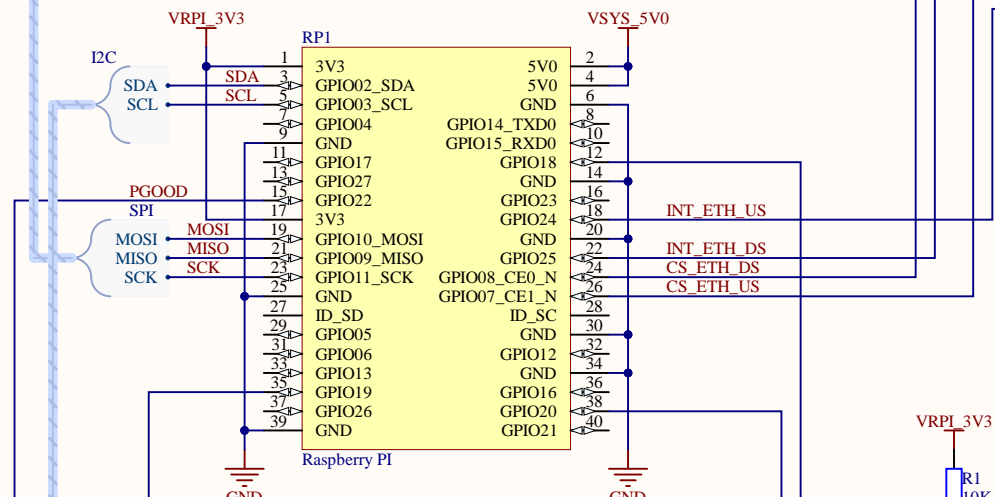 VRPI_3V3
VSYS_5V0
RP1
I2C
SDA
SCL
SDA
SCL
1 3V3 5V0 2
3 GPIO02_SDA 5V0 4
5 GPIO03_SCL GND 6
7 GPIO04 GPIO14_TXD0 8
9 GND GPIO15_RXD0 10
11 GPIO17 GPIO18 12
13 GPIO27 GND 14
PGOOD 15 GPIO22 GPIO23 16
17 3V3 GPIO24 18 INT_ETH_US
SPI
MOSI MOSI 19 GPIO10_MOSI GND 20
MISO MISO 21 GPIO09_MISO GPIO25 22 INT_ETH_DS
SCK SCK 23 GPIO11_SCK GPIO08_CE0_N 24 CS_ETH_DS
25 GND GPIO07_CE1_N 26 CS_ETH_US
27 ID_SD ID_SC 28
29 GPIO05 GND 30
31 GPIO06 GPIO12 32
33 GPIO13 GND 34
35 GPIO19 GPIO16 36
37 GPIO26 GPIO20 38
39 GND GPIO21 40
Raspberry PI
VRPI_3V3
R1
10K
GND
GND